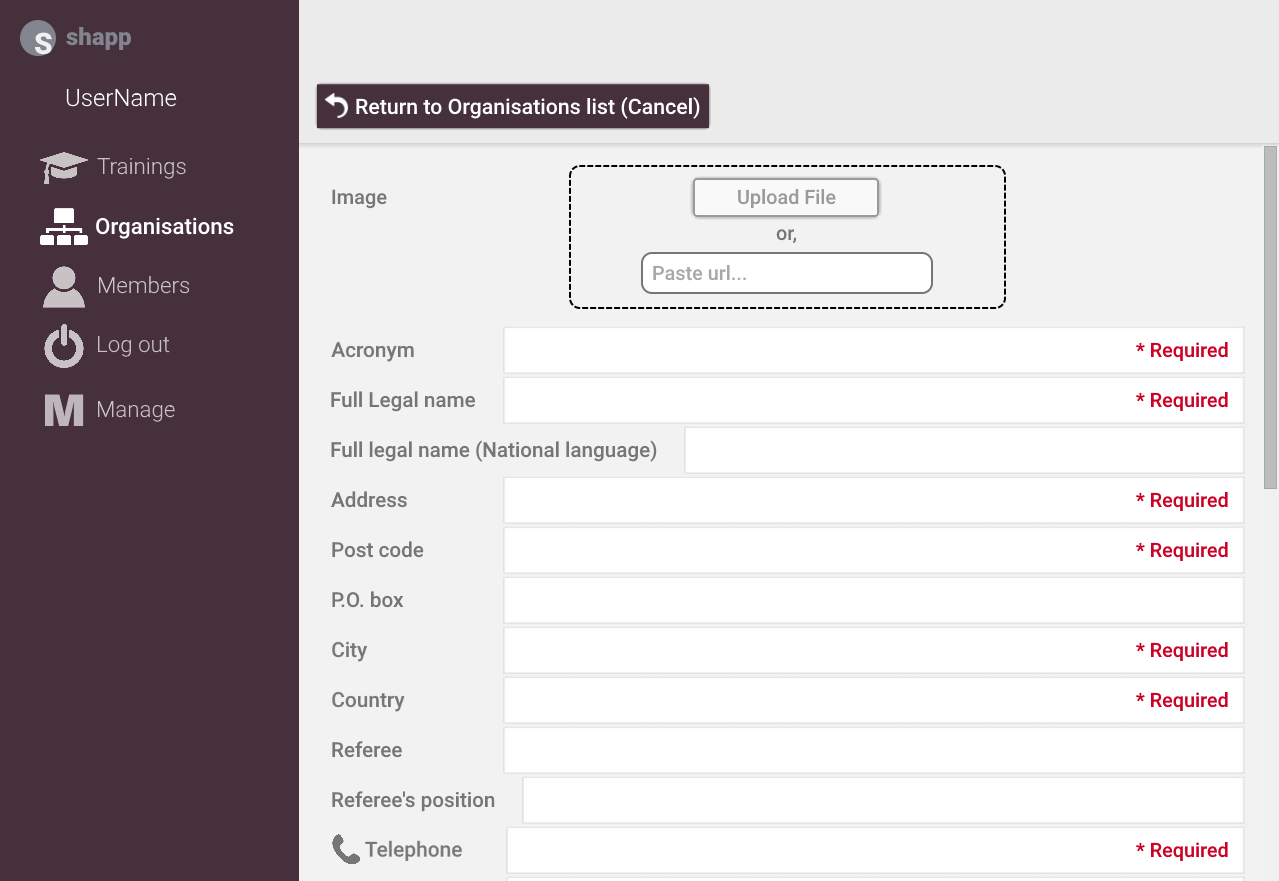 S shapp
UserName
Trainings
Organisations
Members
Log out
M Manage
Return to Organisations list (Cancel)
Image
Upload File
or,
Paste url...
Acronym * Required
Full Legal name * Required
Full legal name (National language)
Address * Required
Post code * Required
P.O. box
City * Required
Country * Required
Referee
Referee's position
Telephone * Required